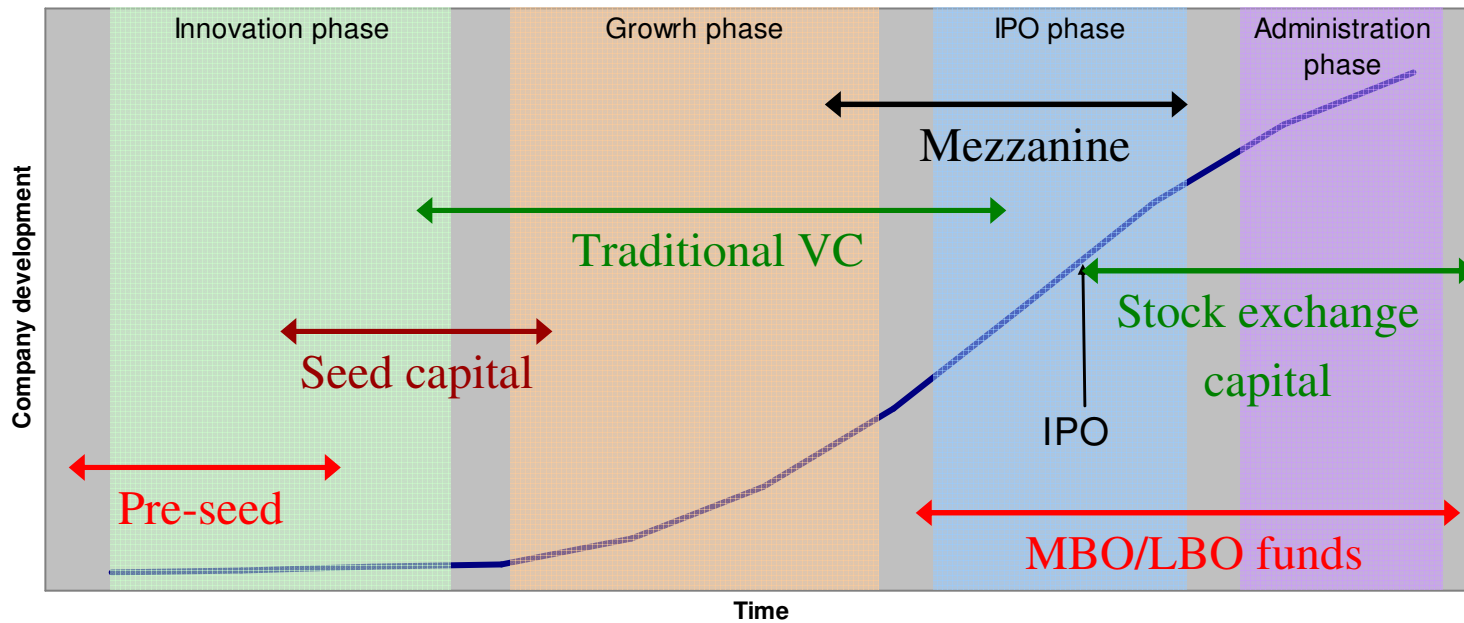 Innovation phase
Growrh phase
IPO phase
Administration
phase
Mezzanine
Traditional VC
Stock exchange
capital
Seed capital
IPO
Pre-seed
MBO/LBO funds
Company development
Time